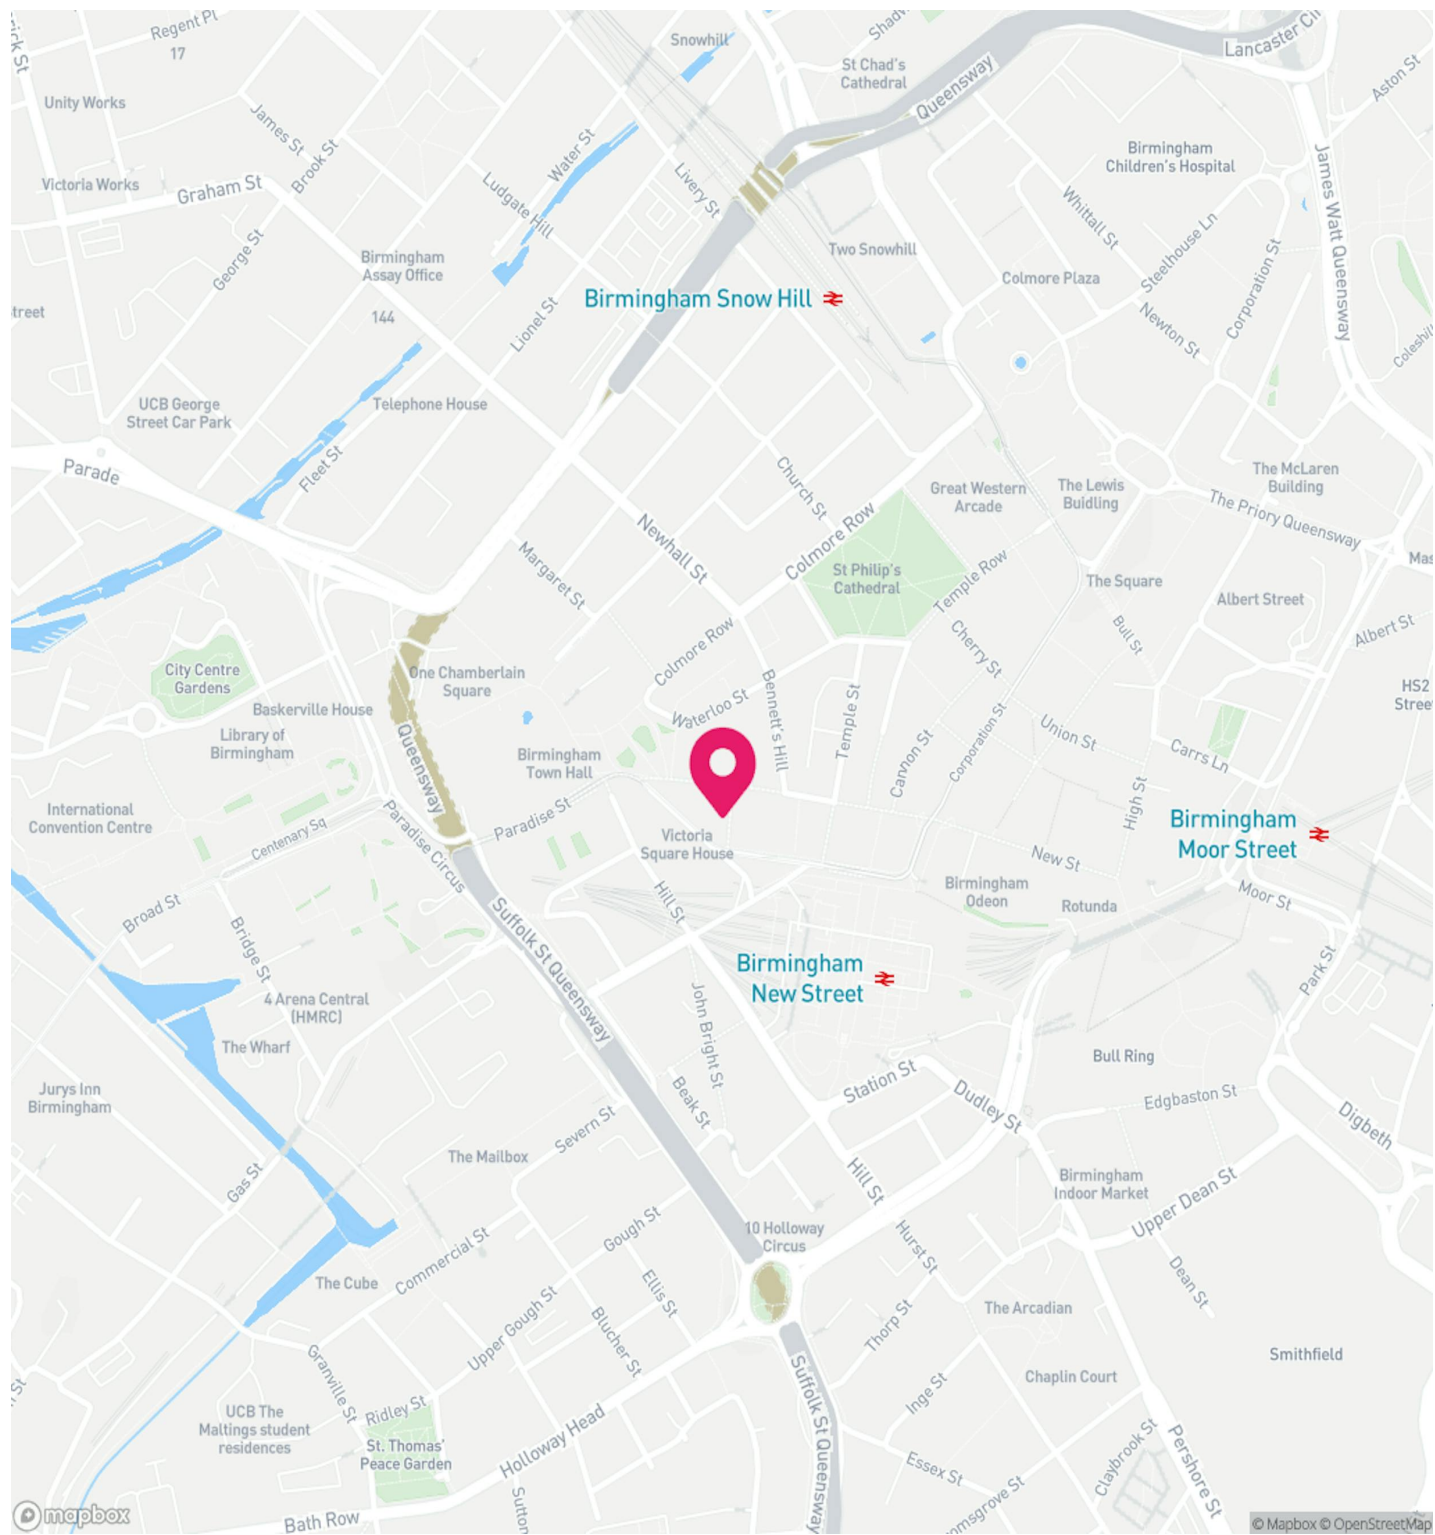 Regent Pl
17
Snowhill
Lancaster Cir
St Chad's
Cathedral
Queensway
Aston St
Unity Works
James St
Brook St
Water St
Birmingham
Children's Hospital
Victoria Works
Graham St
Ludgate Hill
Livery St
Whittall St
James Watt Queensway
George St
Birmingham
Assay Office
Two Snowhill
Colmore Plaza
Steelhouse Ln
Corporation St
Birmingham Snow Hill
144
Lionel St
Newton St
Coleshill
UCB George
Street Car Park
Telephone House
Parade
Fleet St
Church St
Great Western
Arcade
The Lewis
Buidling
The McLaren
Building
The Priory Queensway
Newhall St
Colmore Row
Margaret St
St Philip's
Cathedral
Temple Row
The Square
Albert Street
Bull St
Albert St
Cherry St
Colmore Row
City Centre
Gardens
One Chamberlain
Square
Baskerville House
Library of
Birmingham
Waterloo St
Bennett's Hill
Temple St
Cannon St
Corporation St
Union St
Carrs Ln
HS2
Queensway
Birmingham
Town Hall
Paradise St
High St
International
Convention Centre
Centenary Sq
Paradise Circus
Victoria
Square House
New St
Birmingham
Moor Street
Broad St
Bridge St
Suffolk St Queensway
Hill St
Birmingham
Odeon
Rotunda
Moor St
Birmingham
New Street
Park St
4 Arena Central
(HMRC)
The Wharf
John Bright St
Bull Ring
Jurys Inn
Birmingham
Station St
Dudley St
Edgbaston St
Digbeth
Beak St
Severn St
The Mailbox
Gas St
Hill St
Birmingham
Indoor Market
Upper Dean St
10 Holloway
Circus
Gough St
Hurst St
Commercial St
The Cube
Ellis St
Dean St
The Arcadian
Upper Gough St
Blucher St
Thorp St
Smithfield
Granville St
Suffolk St Queensway
Chaplin Court
Inge St
Ridley St
UCB The
Maltings student
residences
St. Thomas'
Peace Garden
Holloway Head
Claybrook St
Pershore St
Essex St
Bath Row
mapbox
© Mapbox © OpenStreetMap